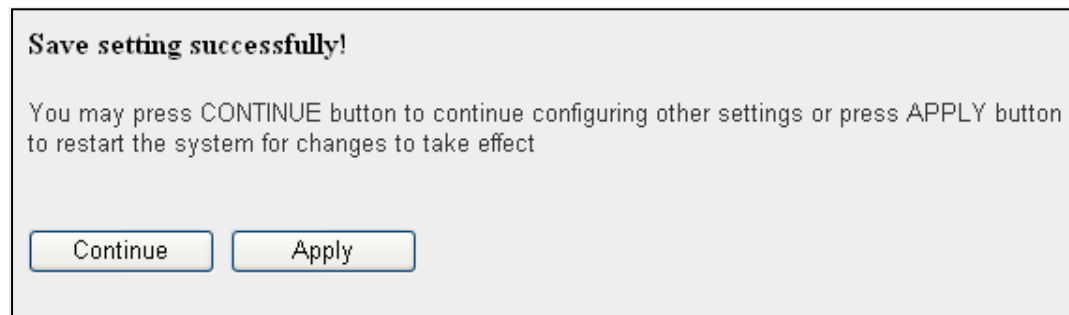 Save setting successfully!
You may press CONTINUE button to continue configuring other settings or press APPLY button
to restart the system for changes to take effect
Continue
Apply